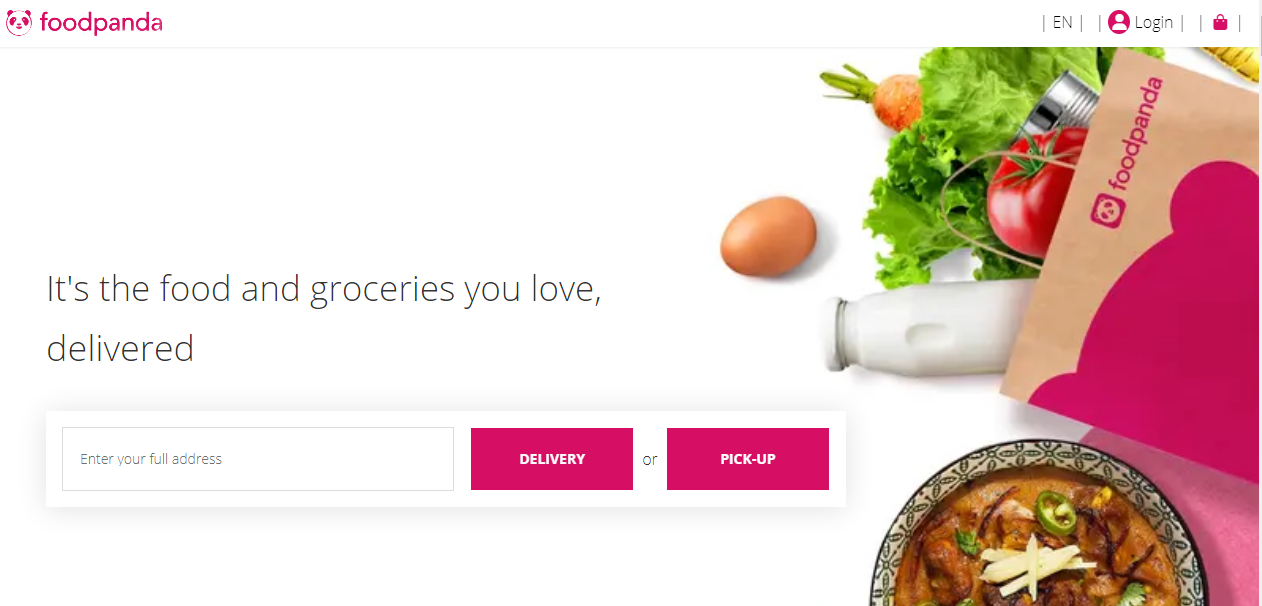 foodpanda
| EN | | Login | | |
foodpanda
It's the food and groceries you love,
delivered
Enter your full address
DELIVERY
or
PICK-UP